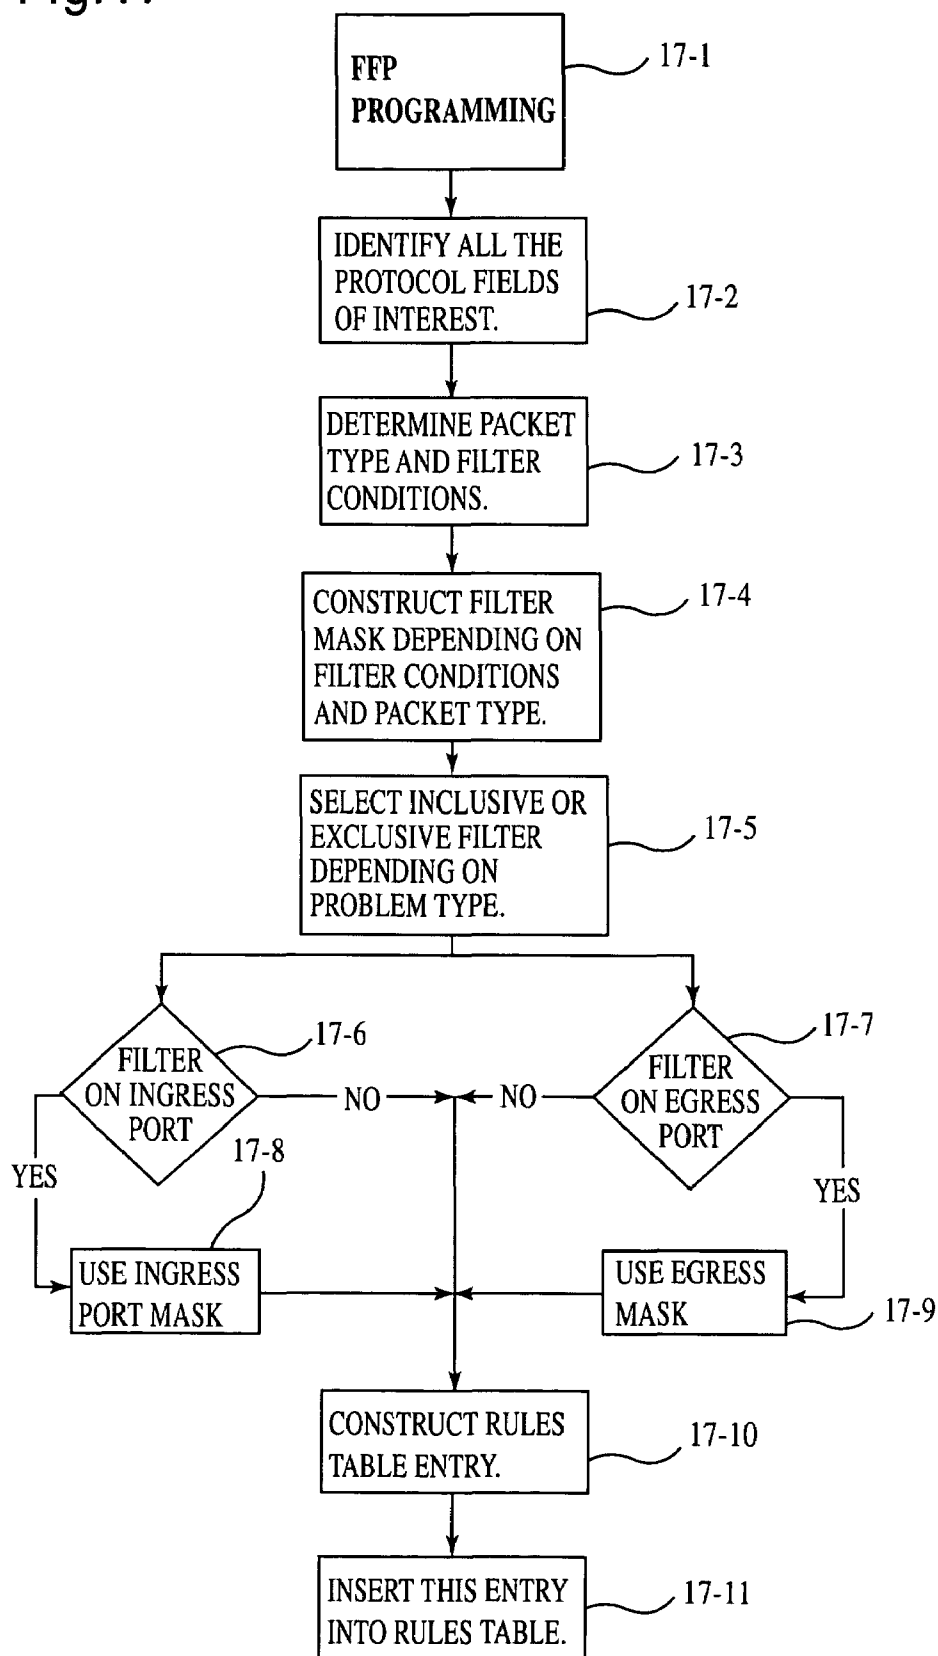 FFP
PROGRAMMING
17-1
IDENTIFY ALL THE
PROTOCOL FIELDS
OF INTEREST.
17-2
DETERMINE PACKET
TYPE AND FILTER
CONDITIONS.
17-3
CONSTRUCT FILTER
MASK DEPENDING ON
FILTER CONDITIONS
AND PACKET TYPE.
17-4
SELECT INCLUSIVE OR
EXCLUSIVE FILTER
DEPENDING ON
PROBLEM TYPE.
17-5
FILTER
ON INGRESS
PORT
17-6
NO
YES
FILTER
ON EGRESS
PORT
17-7
NO
YES
USE INGRESS
PORT MASK
17-8
USE EGRESS
MASK
17-9
CONSTRUCT RULES
TABLE ENTRY.
17-10
INSERT THIS ENTRY
INTO RULES TABLE.
17-11